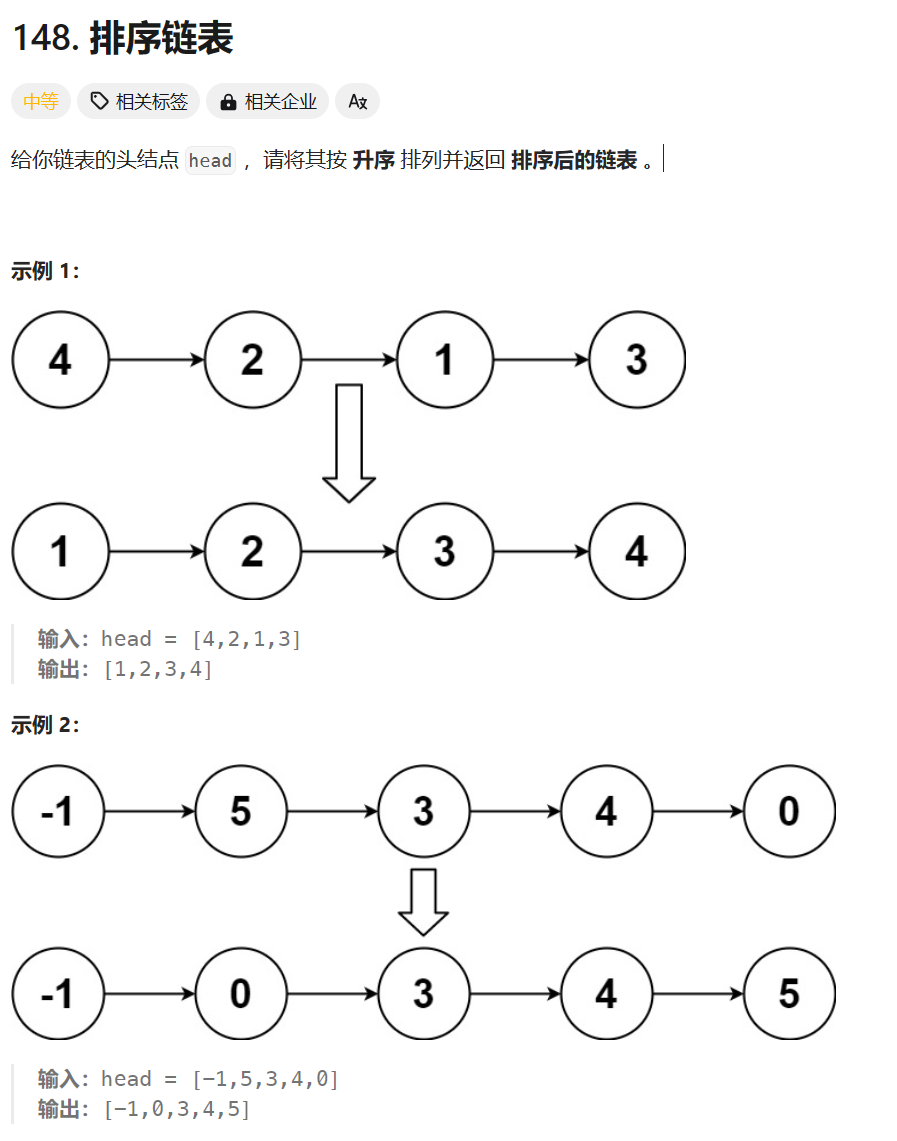 148. 排序链表
中等 相关标签 相关企业 A文
给你链表的头结点 head ，请将其按 升序 排列并返回 排序后的链表 。
示例 1：
4 2 1 3
1 2 3 4
输入：head = [4,2,1,3]
输出：[1,2,3,4]
示例 2：
-1 5 3 4 0
-1 0 3 4 5
输入：head = [-1,5,3,4,0]
输出：[-1,0,3,4,5]